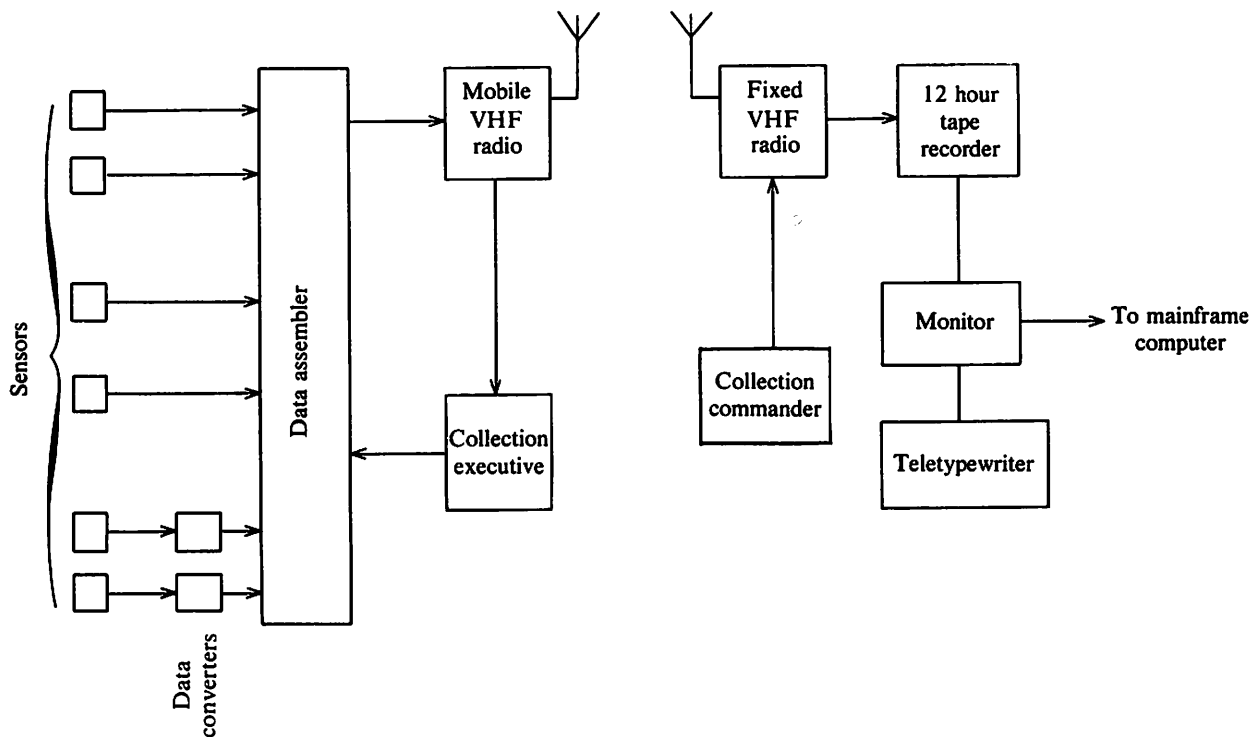 Sensors
Data
converters
Data assembler
Mobile
VHF
radio
Collection
executive
Fixed
VHF
radio
Collection
commander
12 hour
tape
recorder
Monitor
To mainframe
computer
Teletypewriter